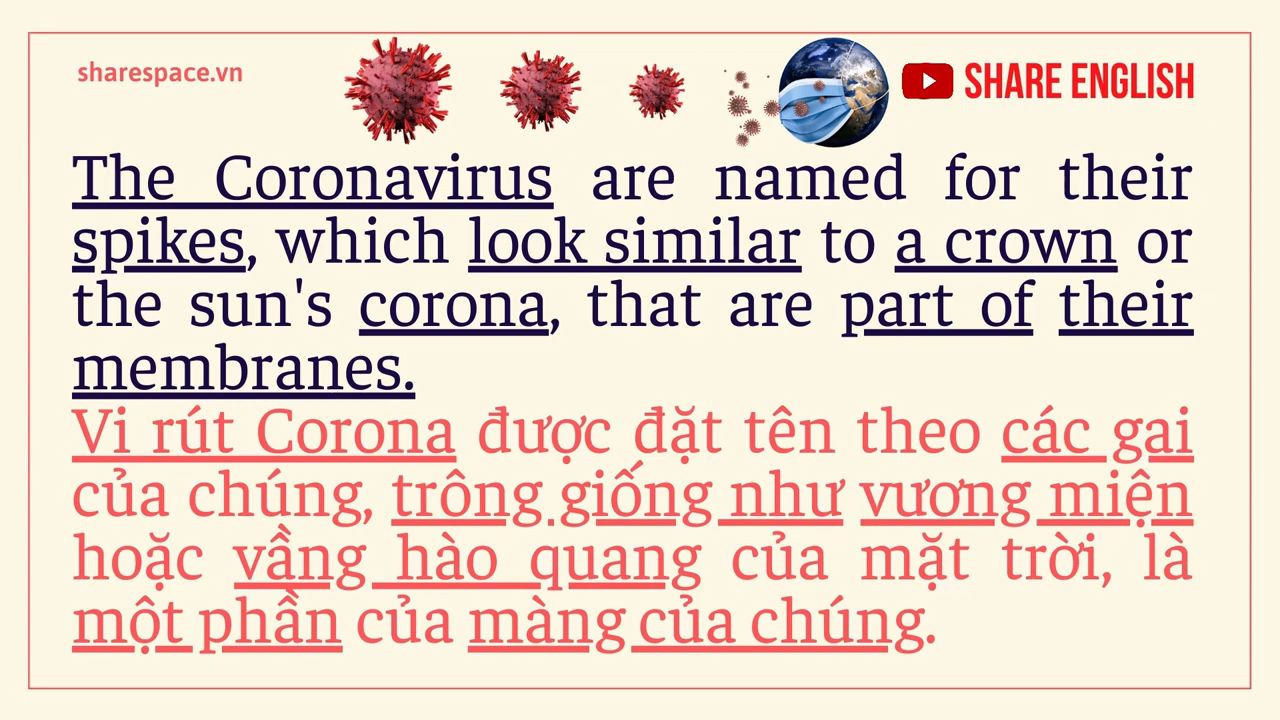 sharespace.vn
SHARE ENGLISH
The Coronavirus are named for their
spikes, which look similar to a crown or
the sun's corona, that are part of their
membranes.
Vi rút Corona được đặt tên theo các gai
của chúng, trông giống như vương miện
hoặc vầng hào quang của mặt trời, là
một phần của màng của chúng.